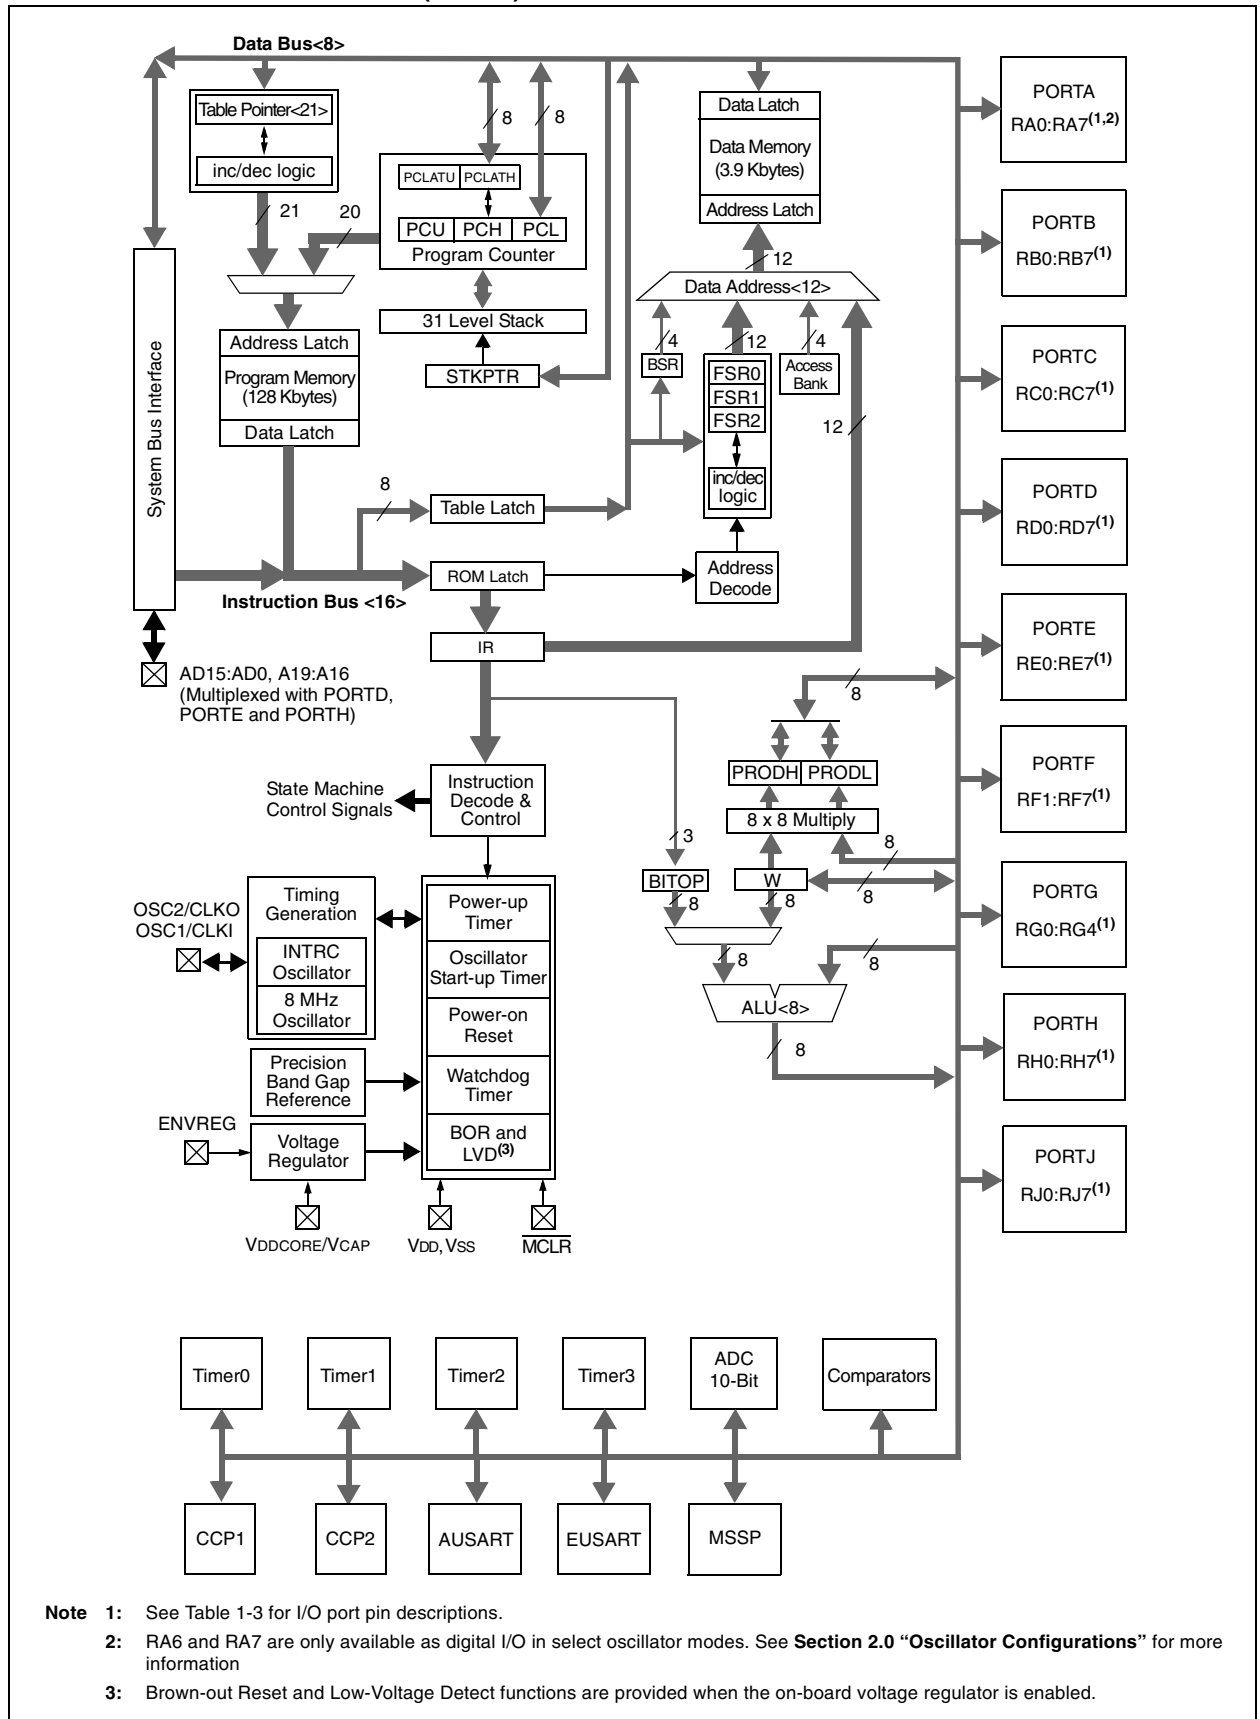 Data Bus<8>
Table Pointer<21>
inc/dec logic
21
20
8
8
PCLATU PCLATH
PCU PCH PCL
Program Counter
31 Level Stack
STKPTR
Data Latch
Data Memory
(3.9 Kbytes)
Address Latch
12
Data Address<12>
4
12
4
BSR
FSR0
FSR1
FSR2
inc/dec
logic
Access
Bank
12
System Bus Interface
Address Latch
Program Memory
(128 Kbytes)
Data Latch
8
Table Latch
ROM Latch
Address
Decode
Instruction Bus <16>
IR
AD15:AD0, A19:A16
(Multiplexed with PORTD,
PORTE and PORTH)
8
PRODH PRODL
8 x 8 Multiply
State Machine
Control Signals
Instruction
Decode &
Control
3
8
BITOP
W
8
8
8
8
8
ALU<8>
8
OSC2/CLKO
OSC1/CLKI
Timing
Generation
INTRC
Oscillator
8 MHz
Oscillator
Power-up
Timer
Oscillator
Start-up Timer
Power-on
Reset
Watchdog
Timer
BOR and
LVD(3)
Precision
Band Gap
Reference
ENVREG
Voltage
Regulator
VDDCORE/VCAP
VDD, VSS
MCLR
PORTA
RA0:RA7(1,2)
PORTB
RB0:RB7(1)
PORTC
RC0:RC7(1)
PORTD
RD0:RD7(1)
PORTE
RE0:RE7(1)
PORTF
RF1:RF7(1)
PORTG
RG0:RG4(1)
PORTH
RH0:RH7(1)
PORTJ
RJ0:RJ7(1)
Timer0
Timer1
Timer2
Timer3
ADC
10-Bit
Comparators
CCP1
CCP2
AUSART
EUSART
MSSP
Note 1: See Table 1-3 for I/O port pin descriptions.
2: RA6 and RA7 are only available as digital I/O in select oscillator modes. See Section 2.0 “Oscillator Configurations” for more
information
3: Brown-out Reset and Low-Voltage Detect functions are provided when the on-board voltage regulator is enabled.